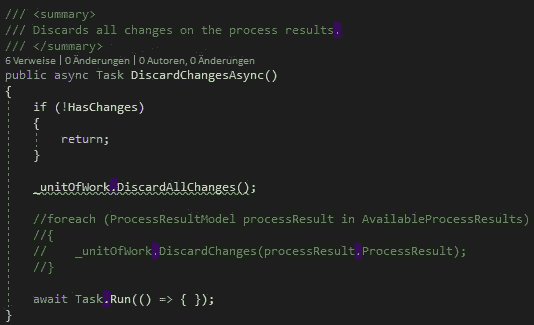 /// <summary>
/// Discards all changes on the process results.
/// </summary>
6 Verweise | 0 Änderungen | 0 Autoren, 0 Änderungen
public async Task DiscardChangesAsync()
{
if (!HasChanges)
{
return;
}
_unitOfWork.DiscardAllChanges();
//foreach (ProcessResultModel processResult in AvailableProcessResults)
//{
//    _unitOfWork.DiscardChanges(processResult.ProcessResult);
//}
await Task.Run(() => { });
}